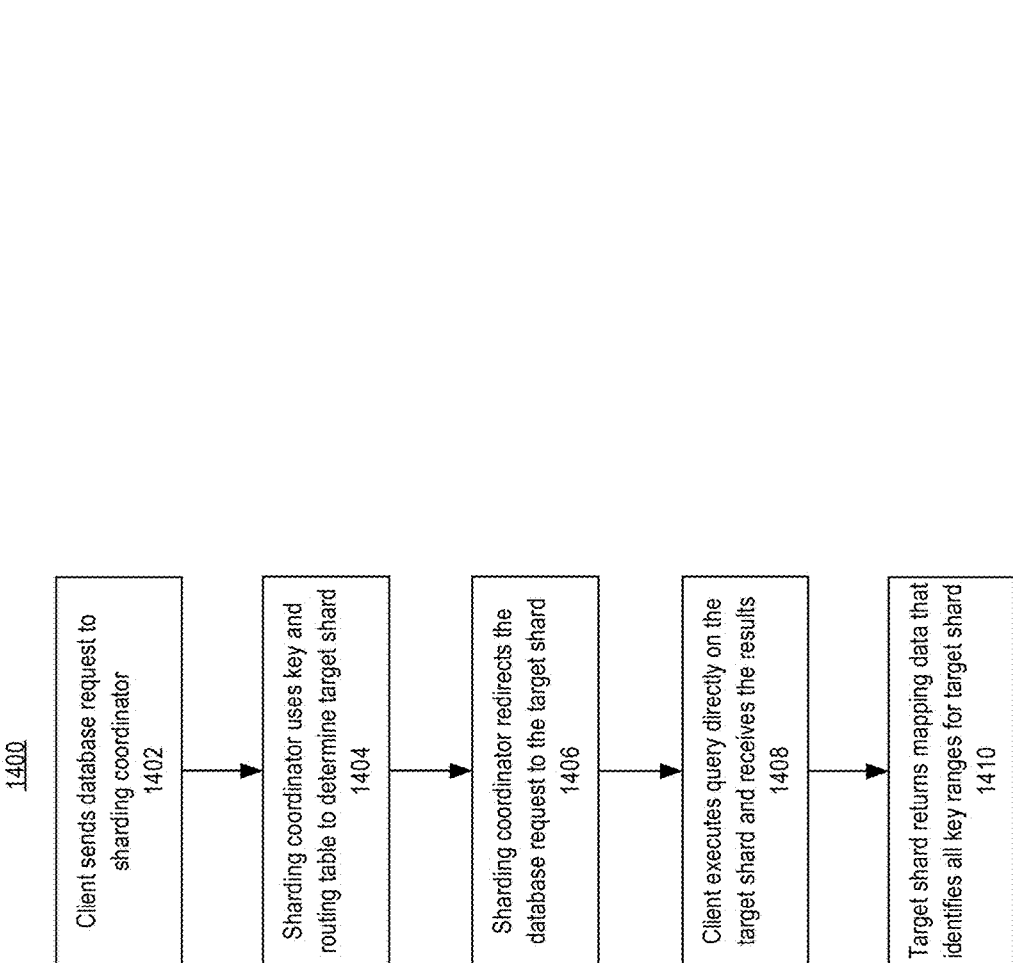 1400
Client sends database request to
sharding coordinator
1402
Sharding coordinator uses key and
routing table to determine target shard
1404
Sharding coordinator redirects the
database request to the target shard
1406
Client executes query directly on the
target shard and receives the results
1408
Target shard returns mapping data that
identifies all key ranges for target shard
1410